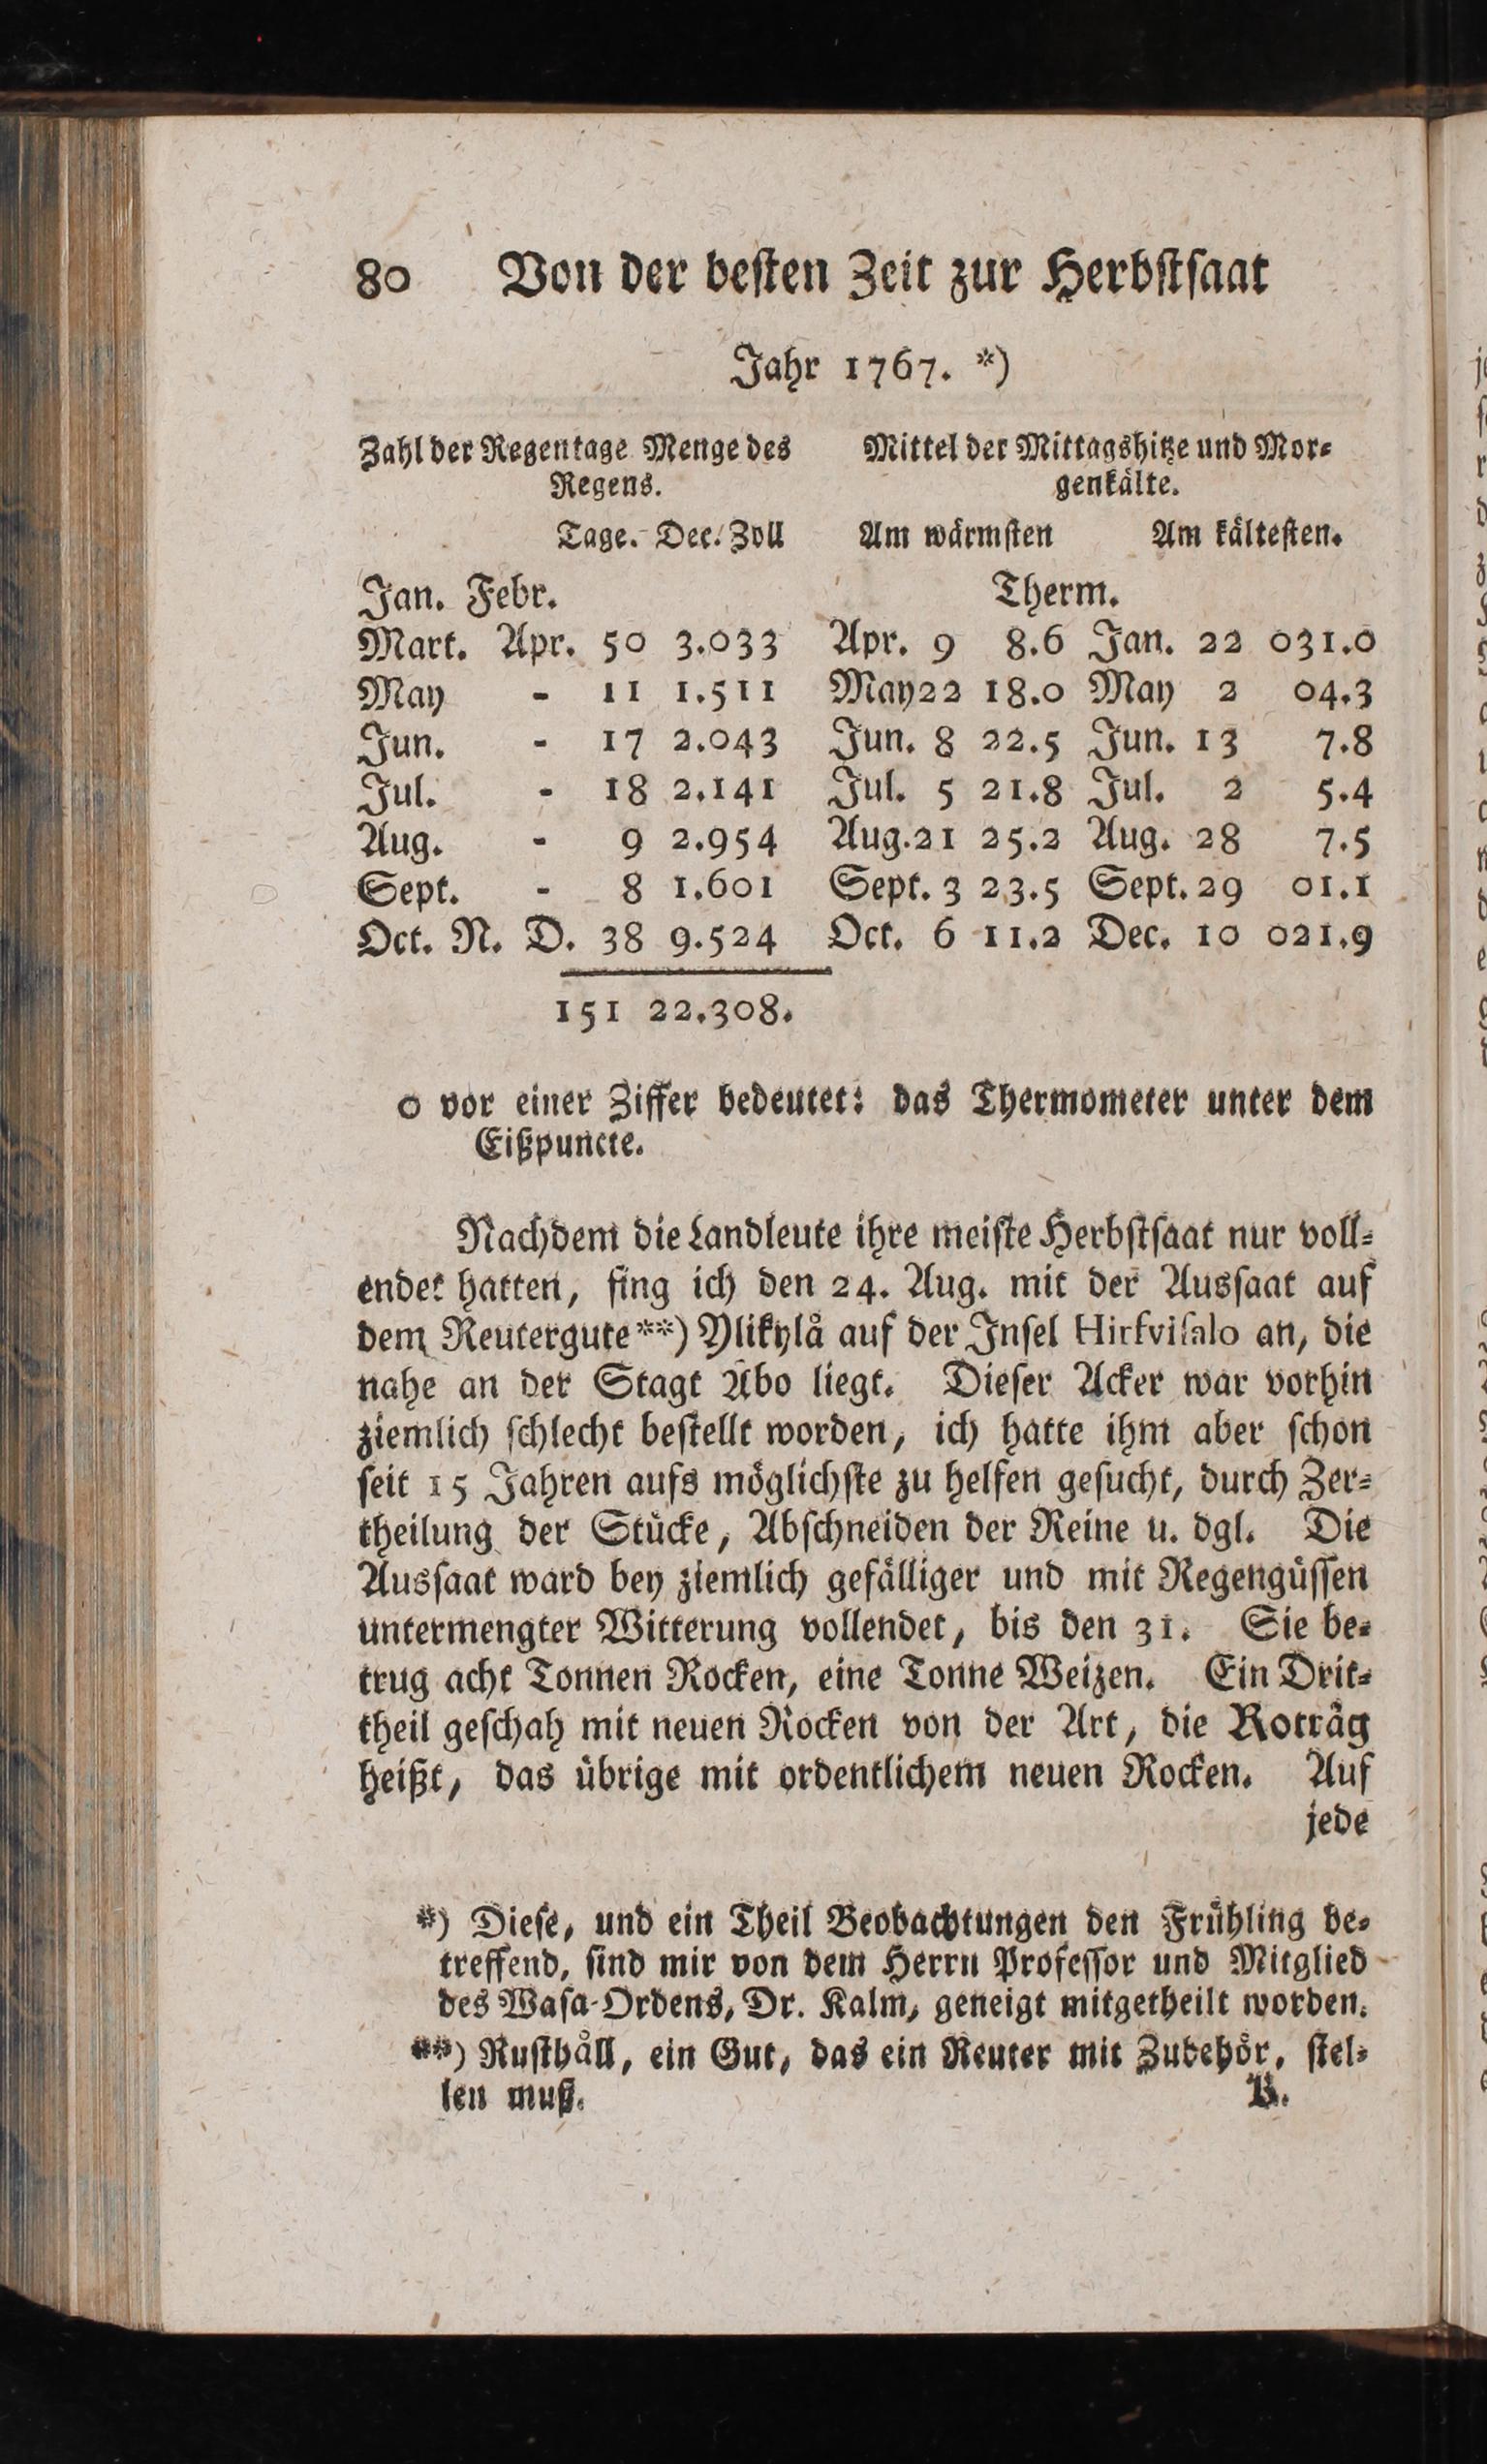 80 Von der beſten Zeit zur Herbſtſaat
Jahr 1767. *)
Zahl der Regentage Menge des Regens. Mittel der Mittagshitze und Mor⸗
genkålte.
Tage. Dec. Zoll Am wårmſten Am kålteſten.
Jan. Febr. Therm.
Mart. Apr. 50 3.033 Apr. 9 8.6 Jan. 22 031.0
May - 11 1.511 May 22 18.0 May 2 04.3
Jun. - 17 2.043 Jun. 8 22.5 Jun. 13 7.8
Jul. - 18 2.141 Jul. 5 21.8 Jul. 2 5.4
Aug. - 9 2.954 Aug. 21 25.2 Aug. 28 7.5
Sept. - 8 1.601 Sept. 3 23.5 Sept. 29 01.1
Oct. N. D. 38 9.524 Oct. 6 11.2 Dec. 10 021.9
151 22.308.
0 vor einer Ziffer bedeutet: das Thermometer unter dem
Eißpuncte.
Nachdem die Landleute ihre meiſte Herbſtſaat nur voll⸗
endet hatten, fing ich den 24. Aug. mit der Ausſaat auf
dem Reutergute **) Ylikylå auf der Inſel Hirfviſalo an, die
nahe an der Stagt Åbo liegt. Dieſer Acker war vorhin
ziemlich ſchlecht beſtellt worden, ich hatte ihm aber ſchon
ſeit 15 Jahren aufs möglichſte zu helfen geſucht, durch Zer⸗
theilung der Stücke, Abſchneiden der Reine u. dgl. Die
Ausſaat ward bey ziemlich gefälliger und mit Regengüſſen
untermengter Witterung vollendet, bis den 31. Sie be⸗
trug acht Tonnen Rocken, eine Tonne Weizen. Ein Drit⸗
theil geſchah mit neuen Rocken von der Art, die Rotråg
heißt, das übrige mit ordentlichem neuen Rocken. Auf
jede
*) Dieſe, und ein Theil Beobachtungen den Frühling be⸗
treffend, ſind mir von dem Herrn Profeſſor und Mitglied
des Waſa-Ordens, Dr. Kalm, geneigt mitgetheilt worden.
**) Ruſthåll, ein Gut, das ein Reuter mit Zubehör, ſtel⸗
len muß. K.